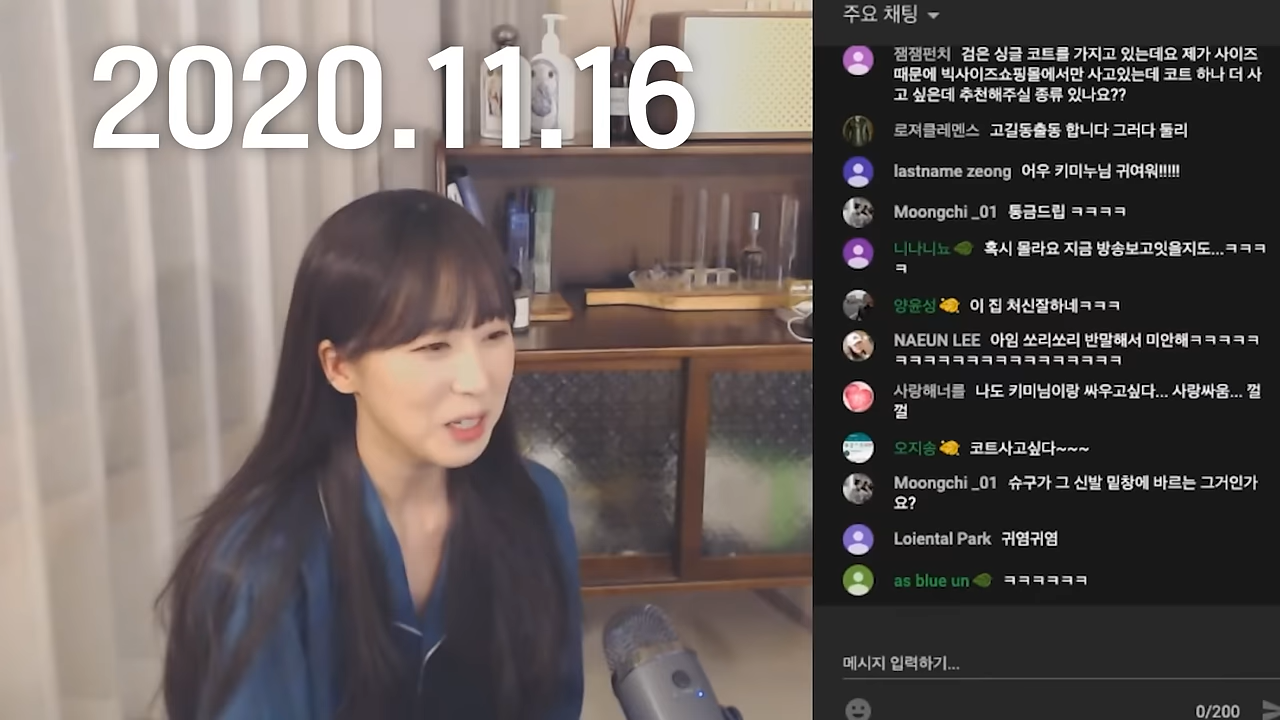 2020.11.16
주요 채팅
잼잼펀치 검은 싱글 코트를 가지고 있는데요 제가 사이즈
때문에 빅사이즈쇼핑몰에서만 사고있는데 코트 하나 더 사
고 싶은데 추천해주실 종류 있나요??
로져클레멘스 고길동출동 합니다 그러다 둘리
lastname zeong 어우 키미누님 귀여워!!!!!
Moongchi _01 통금드립 ㅋㅋㅋㅋ
니나니뇨 혹시 몰라요 지금 방송보고잇을지도...ㅋㅋㅋ
ㅋ
양윤성 이 집 처신잘하네ㅋㅋㅋ
NAEUN LEE 아임 쏘리쏘리 반말해서 미안해ㅋㅋㅋㅋㅋ
ㅋㅋㅋㅋㅋㅋㅋㅋㅋㅋㅋㅋㅋㅋㅋㅋ
사랑해너를 나도 키미님이랑 싸우고싶다... 사랑싸움... 껄
껄
오지송 코트사고싶다~~~
Moongchi _01 슈구가 그 신발 밑창에 바르는 그거인가
요?
Loiental Park 귀염귀염
as blue un ㅋㅋㅋㅋㅋㅋ
메시지 입력하기...
0/200